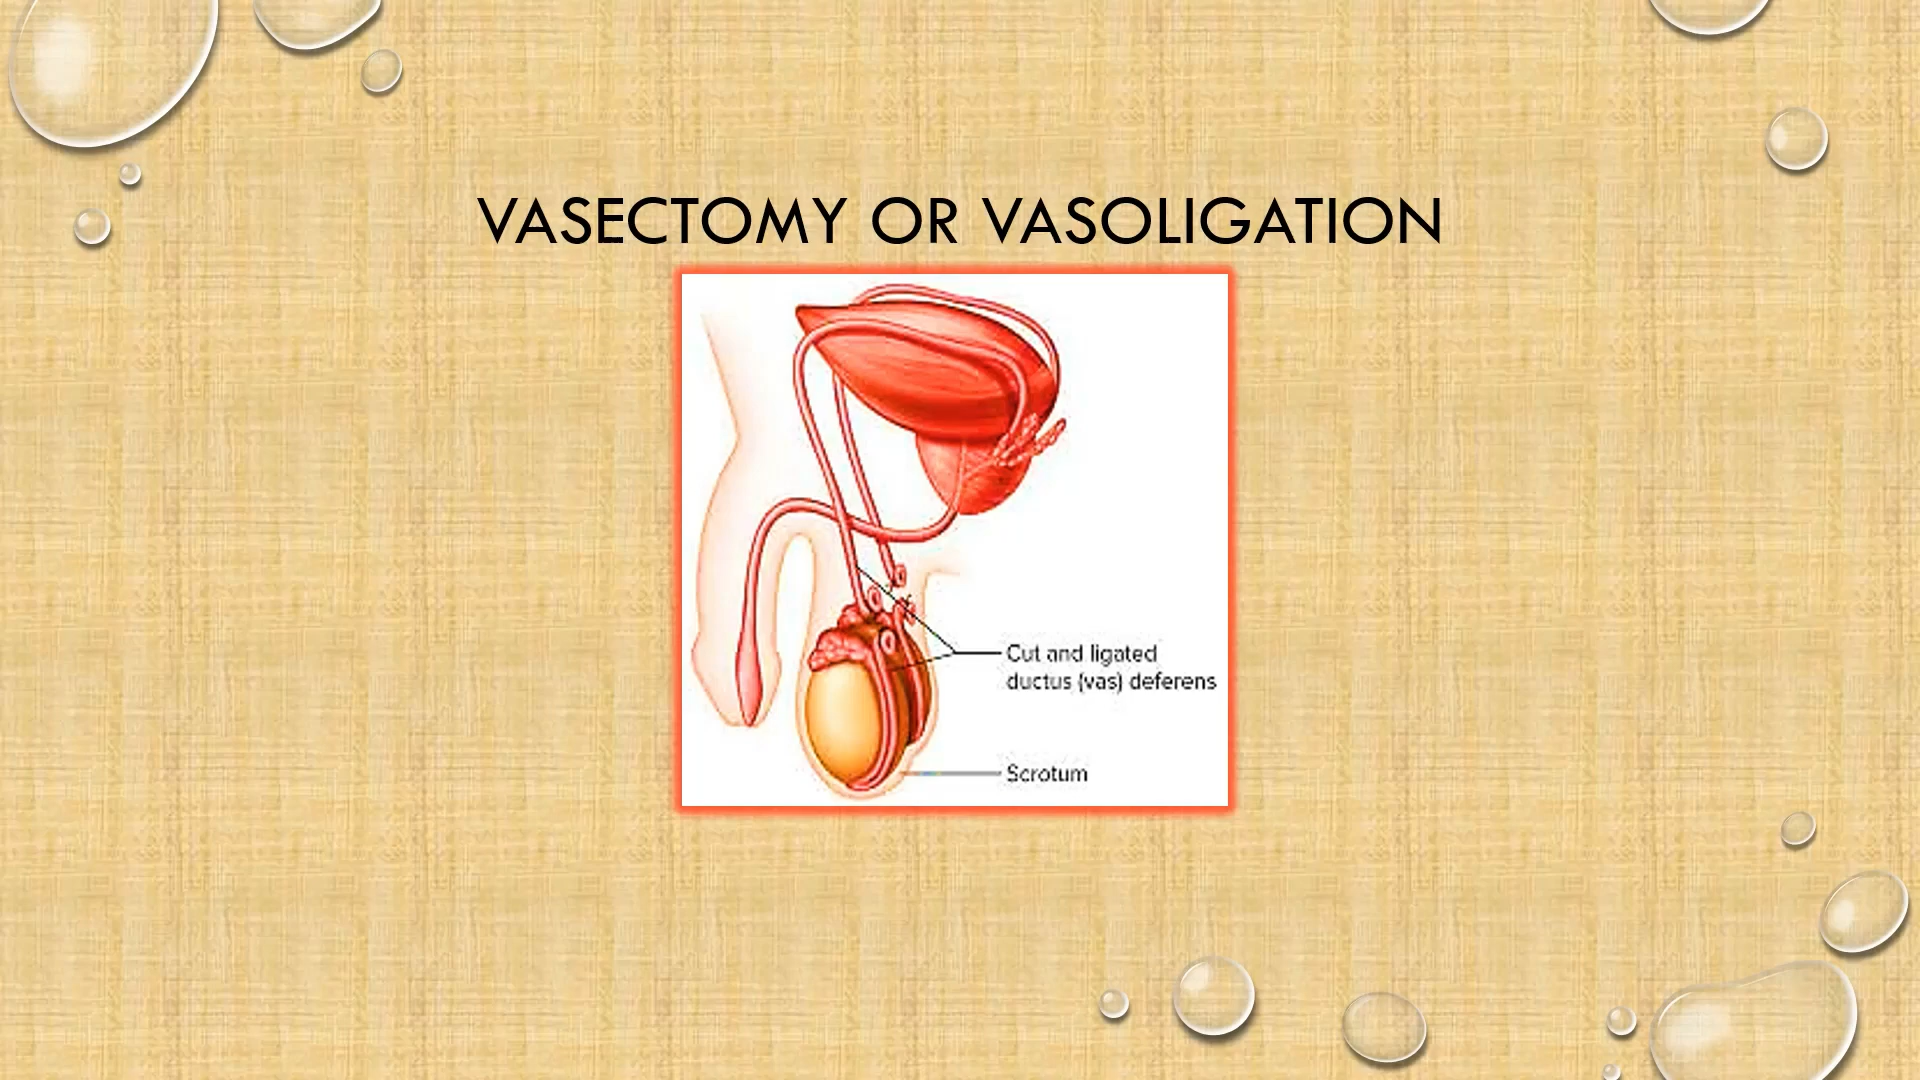 VASECTOMY OR VASOLIGATION
Cut and ligated
ductus (vas) deferens
Scrotum